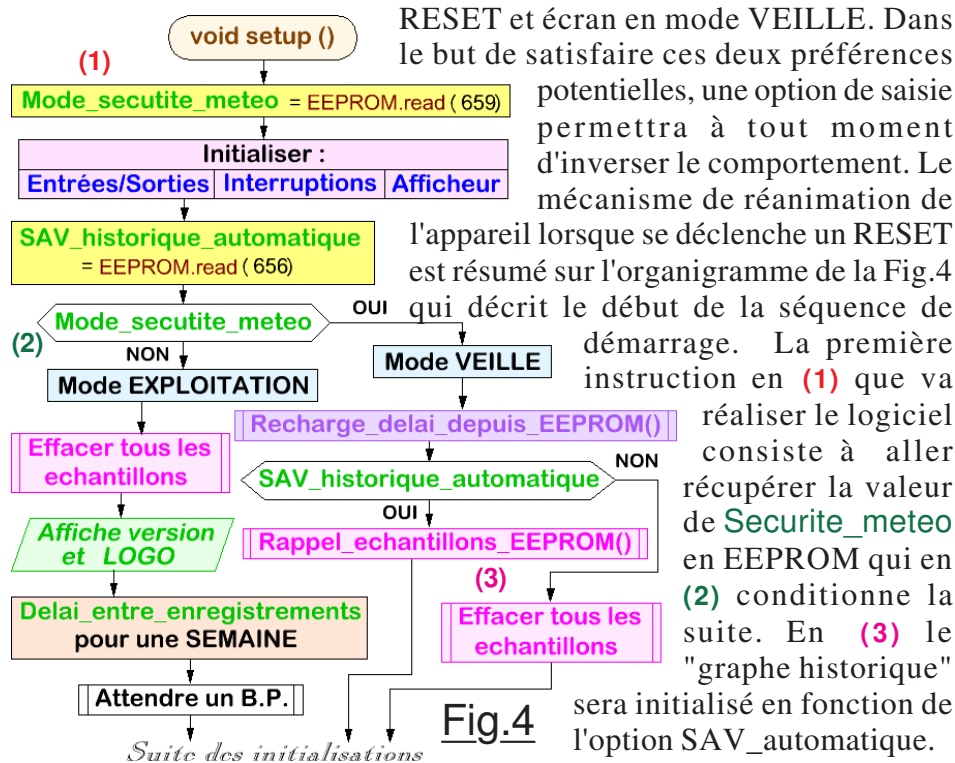 RESET et écran en mode VEILLE. Dans
le but de satisfaire ces deux préférences
potentielles, une option de saisie
permettra à tout moment
d'inverser le comportement. Le
mécanisme de réanimation de
l'appareil lorsque se déclenche un RESET
est résumé sur l'organigramme de la Fig.4
qui décrit le début de la séquence de
démarrage. La première
instruction en (1) que va
réaliser le logiciel
consiste à aller
récupérer la valeur
de Securite_meteo
en EEPROM qui en
(2) conditionne la
suite. En (3) le
"graphe historique"
sera initialisé en fonction de
l'option SAV_automatique.
void setup ()
(1)
Mode_secutite_meteo = EEPROM.read ( 659)
Initialiser :
Entrées/Sorties Interruptions Afficheur
SAV_historique_automatique
= EEPROM.read ( 656)
Mode_secutite_meteo
OUI
(2)
NON
Mode EXPLOITATION
Mode VEILLE
Effacer tous les
echantillons
Recharge_delai_depuis_EEPROM()
SAV_historique_automatique
NON
OUI
Affiche version
et LOGO
Rappel_echantillons_EEPROM()
(3)
Delai_entre_enregistrements
pour une SEMAINE
Effacer tous les
echantillons
Attendre un B.P.
Fig.4
Suite des initialisations